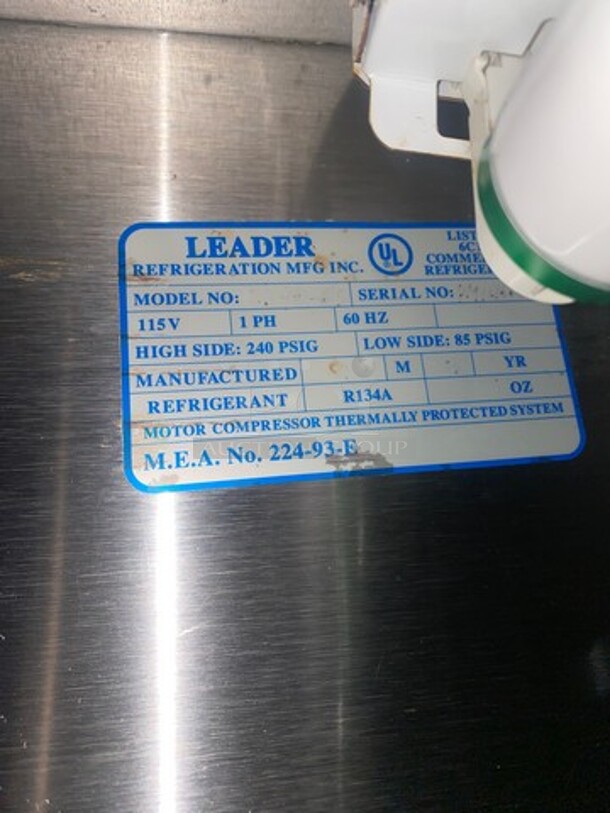 LEADER
REFRIGERATION MFG INC.
UL
MODEL NO:
SERIAL NO:
115V 1 PH 60 HZ
HIGH SIDE: 240 PSIG LOW SIDE: 85 PSIG
MANUFACTURED M YR
REFRIGERANT R134A OZ
MOTOR COMPRESSOR THERMALLY PROTECTED SYSTEM
M.E.A. No. 224-93-E